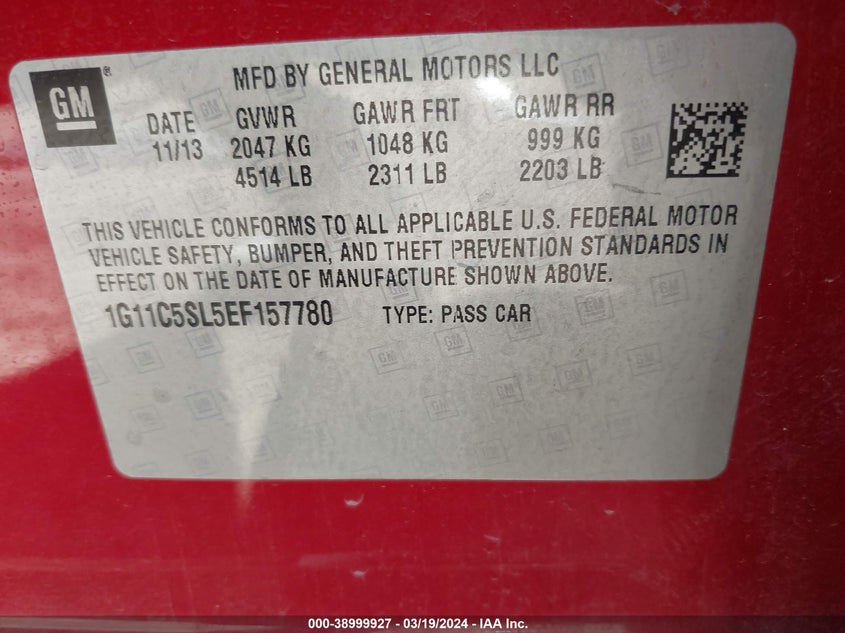 GM ®
MFD BY GENERAL MOTORS LLC
DATE GVWR GAWR FRT GAWR RR
11/13 2047 KG 1048 KG 999 KG
4514 LB 2311 LB 2203 LB
THIS VEHICLE CONFORMS TO ALL APPLICABLE U.S. FEDERAL MOTOR
VEHICLE SAFETY, BUMPER, AND THEFT PREVENTION STANDARDS IN
EFFECT ON THE DATE OF MANUFACTURE SHOWN ABOVE.
1G11C5SL5EF157780 TYPE: PASS CAR
000-38999927 - 03/19/2024 - IAA Inc.